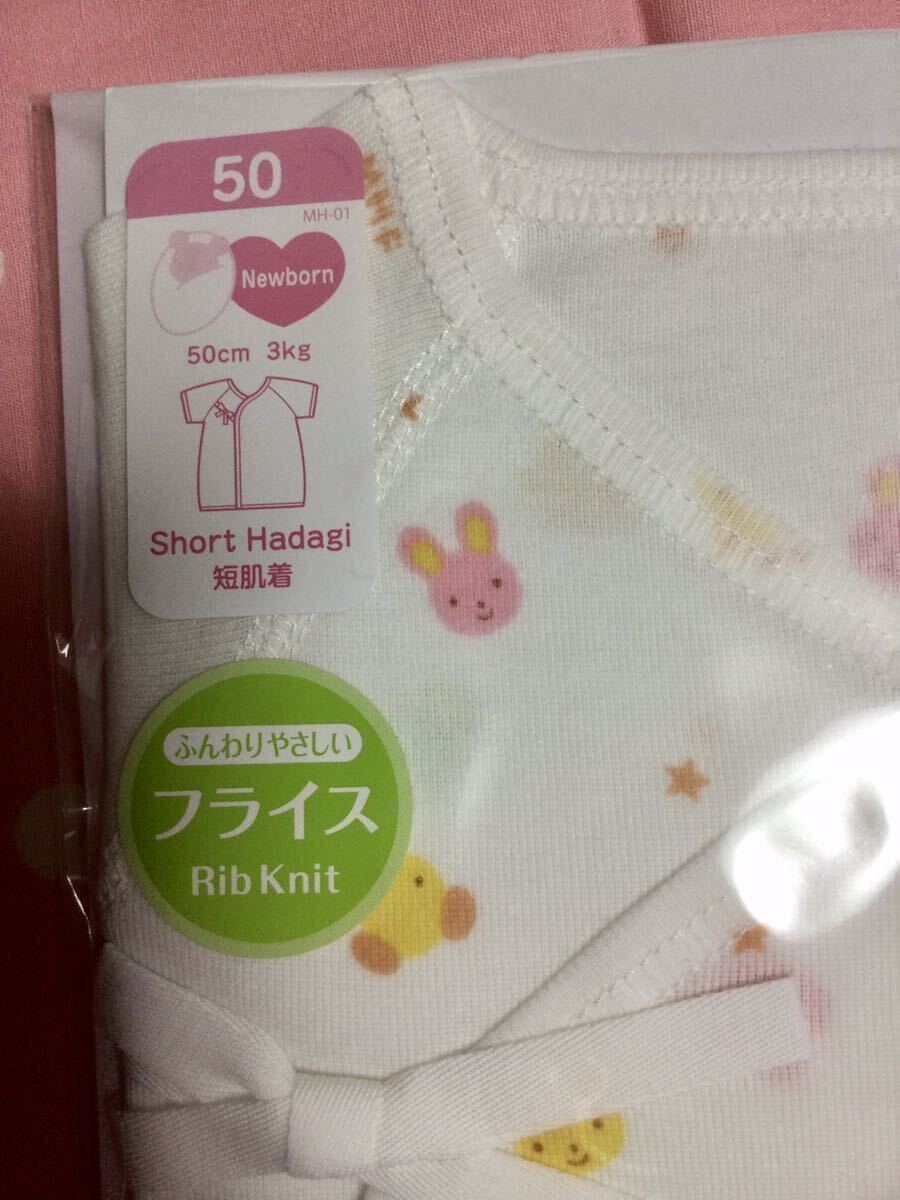 50
MH-01
Newborn
50cm 3kg
Short Hadagi
短肌着
ふんわりやさしい
フライス
Rib Knit